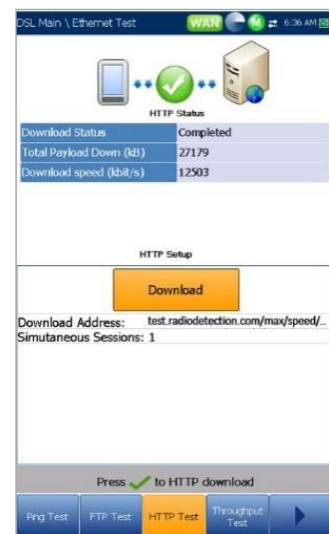 DSL Main \ Ethernet Test WAN M 6:36 AM
HTTP Status
Download Status Completed
Total Payload Down (kB) 27179
Download speed (kbit/s) 12503
HTTP Setup
Download
Download Address: test.radiodetection.com/max/speed/..
Simutaneous Sessions: 1
Press to HTTP download
Ping Test FTP Test HTTP Test Throughput Test